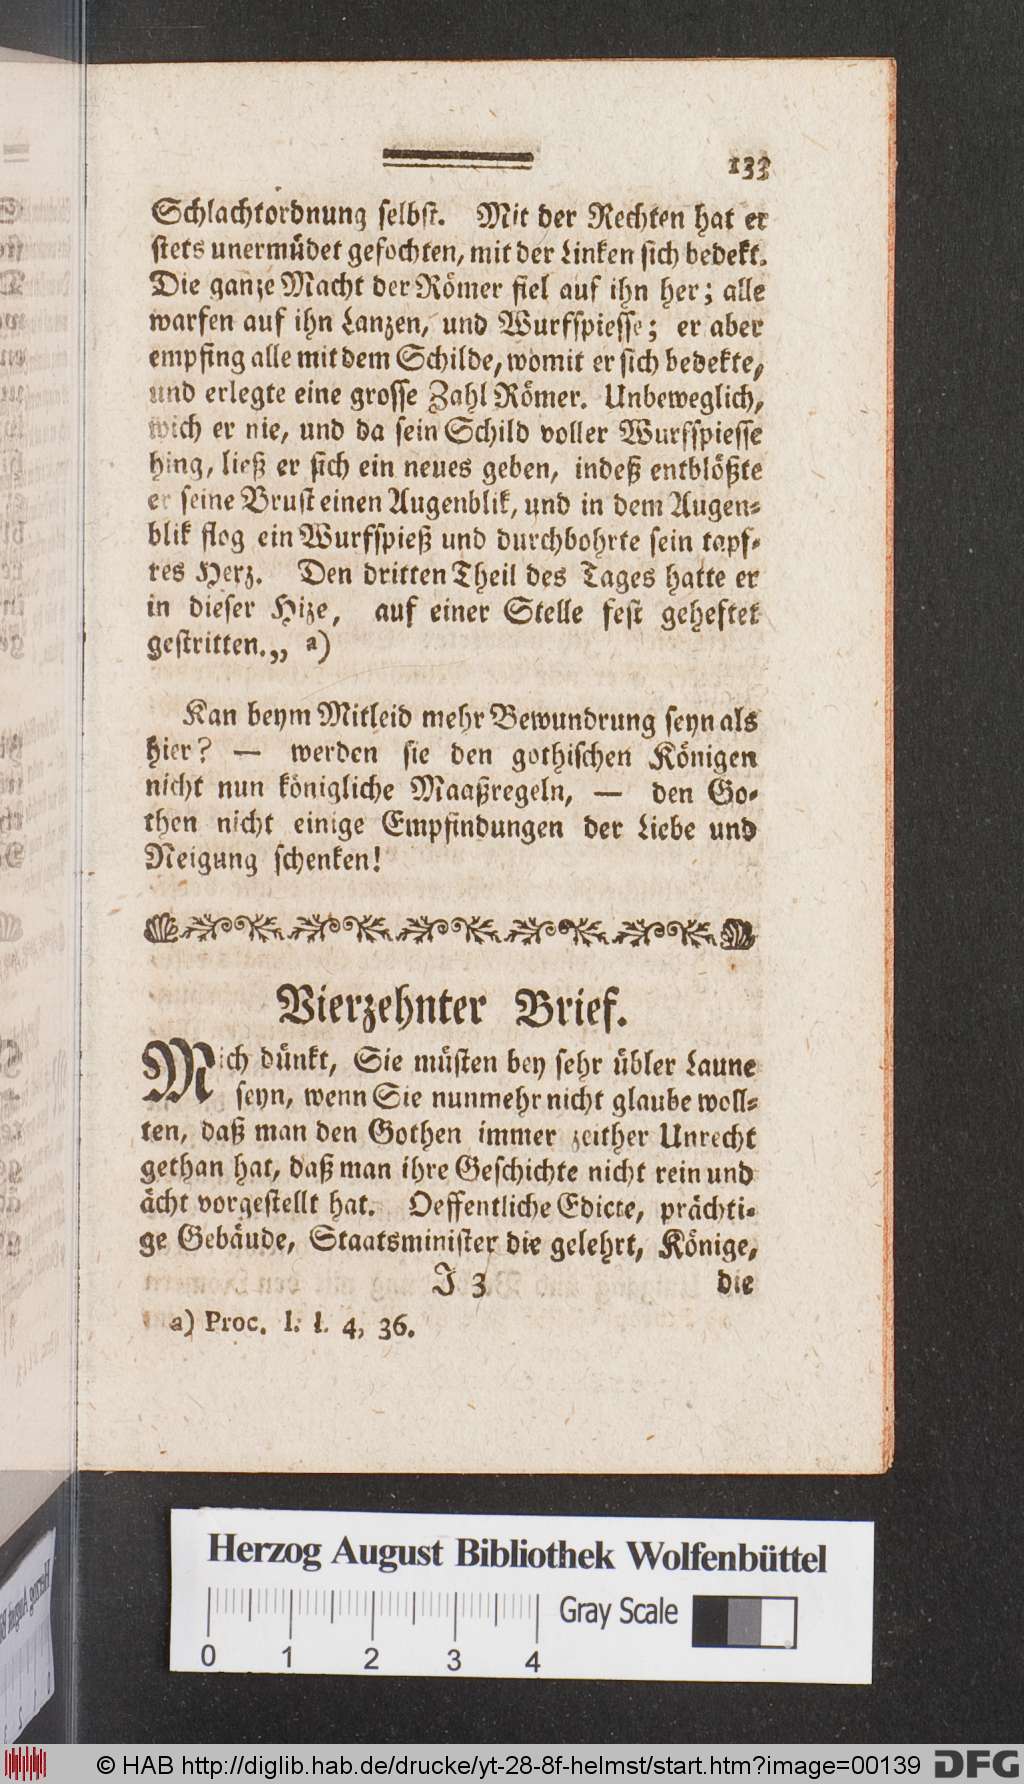 133
Schlachtordnung selbst. Mit der Rechten hat er
stets unermüdet gefochten, mit der Linken sich bedekt.
Die ganze Macht der Römer fiel auf ihn her; alle
warfen auf ihn Lanzen, und Wurfspiesse; er aber
empfing alle mit dem Schilde, womit er sich bedekte,
und erlegte eine grosse Zahl Römer. Unbeweglich,
wich er nie, und da sein Schild voller Wurfspiesse
hing, ließ er sich ein neues geben, indeß entblößte
er seine Brust einen Augenblik, und in dem Augen-
blik flog ein Wurfspieß und durchbohrte sein tapf-
res Herz. Den dritten Theil des Tages hatte er
in dieser Hize, auf einer Stelle fest geheftet
gestritten.„ a)
Kan beym Mitleid mehr Bewundrung seyn als
hier? — werden sie den gothischen Königen
nicht nun königliche Maaßregeln, — den Go-
then nicht einige Empfindungen der Liebe und
Neigung schenken!
Vierzehnter Brief.
Mich dünkt, Sie müsten bey sehr übler Laune
seyn, wenn Sie nunmehr nicht glaube woll-
ten, daß man den Gothen immer zeither Unrecht
gethan hat, daß man ihre Geschichte nicht rein und
ächt vorgestellt hat. Oeffentliche Edicte, prächti-
ge Gebäude, Staatsminister die gelehrt, Könige,
J 3 die
a) Proc. l. l. 4, 36.
Herzog August Bibliothek Wolfenbüttel
Gray Scale
0 1 2 3 4
© HAB http://diglib.hab.de/drucke/yt-28-8f-helmst/start.htm?image=00139 DFG